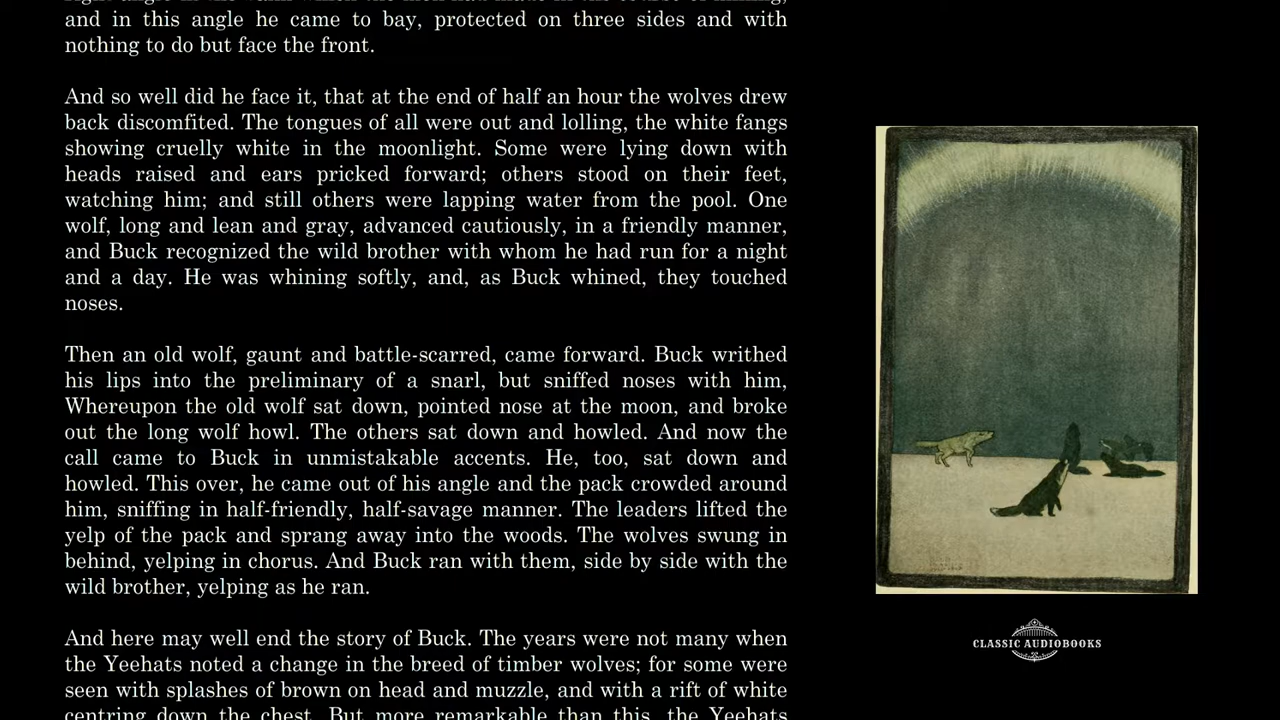 and in this angle he came to bay, protected on three sides and with
nothing to do but face the front.
And so well did he face it, that at the end of half an hour the wolves drew
back discomfited. The tongues of all were out and lolling, the white fangs
showing cruelly white in the moonlight. Some were lying down with
heads raised and ears pricked forward; others stood on their feet,
watching him; and still others were lapping water from the pool. One
wolf, long and lean and gray, advanced cautiously, in a friendly manner,
and Buck recognized the wild brother with whom he had run for a night
and a day. He was whining softly, and, as Buck whined, they touched
noses.
Then an old wolf, gaunt and battle-scarred, came forward. Buck writhed
his lips into the preliminary of a snarl, but sniffed noses with him,
Whereupon the old wolf sat down, pointed nose at the moon, and broke
out the long wolf howl. The others sat down and howled. And now the
call came to Buck in unmistakable accents. He, too, sat down and
howled. This over, he came out of his angle and the pack crowded around
him, sniffing in half-friendly, half-savage manner. The leaders lifted the
yelp of the pack and sprang away into the woods. The wolves swung in
behind, yelping in chorus. And Buck ran with them, side by side with the
wild brother, yelping as he ran.
And here may well end the story of Buck. The years were not many when
the Yeehats noted a change in the breed of timber wolves; for some were
seen with splashes of brown on head and muzzle, and with a rift of white
centring down the chest. But more remarkable than this, the Yeehats
CLASSIC AUDIOBOOKS